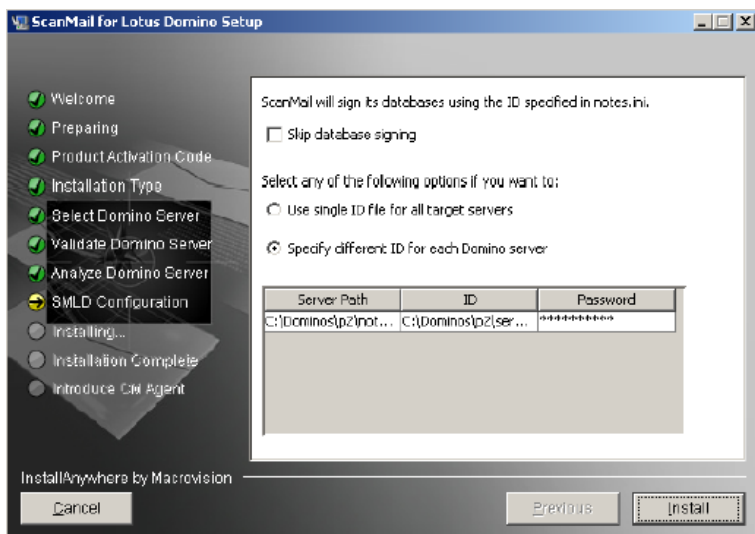 ScanMail for Lotus Domino Setup
Welcome
Preparing
Product Activation Code
Installation Type
Select Domino Server
Validate Domino Server
Analyze Domino Server
SMLD Configuration
Installing...
Installation Complete
Introduce CM Agent
ScanMail will sign its databases using the ID specified in notes.ini.
Skip database signing
Select any of the following options if you want to:
Use single ID file for all target servers
Specify different ID for each Domino server
Server Path ID Password
C:\Dominos\p2\not... C:\Dominos\p2\ser... ***********
InstallAnywhere by Macrovision
Cancel Previous Install